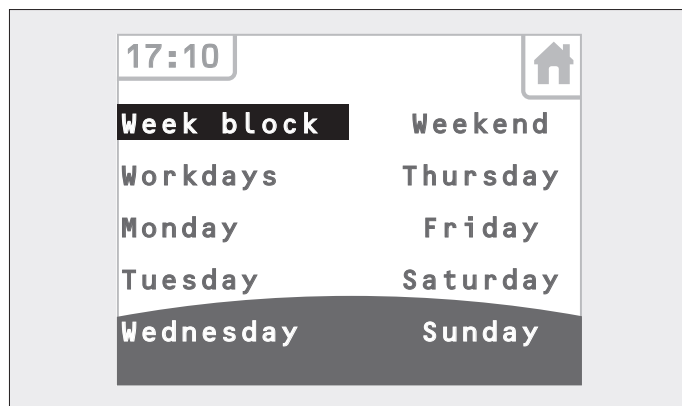 17:10
Week block Weekend
Workdays Thursday
Monday Friday
Tuesday Saturday
Wednesday Sunday